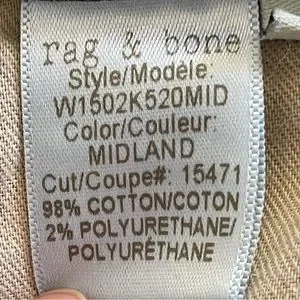 rag & bone
Style/Modèle:
W1502K520MID
Color/Couleur:
MIDLAND
Cut/Coupe#: 15471
98% COTTON/COTON
2% POLYURETHANE/
POLYURÉTHANE